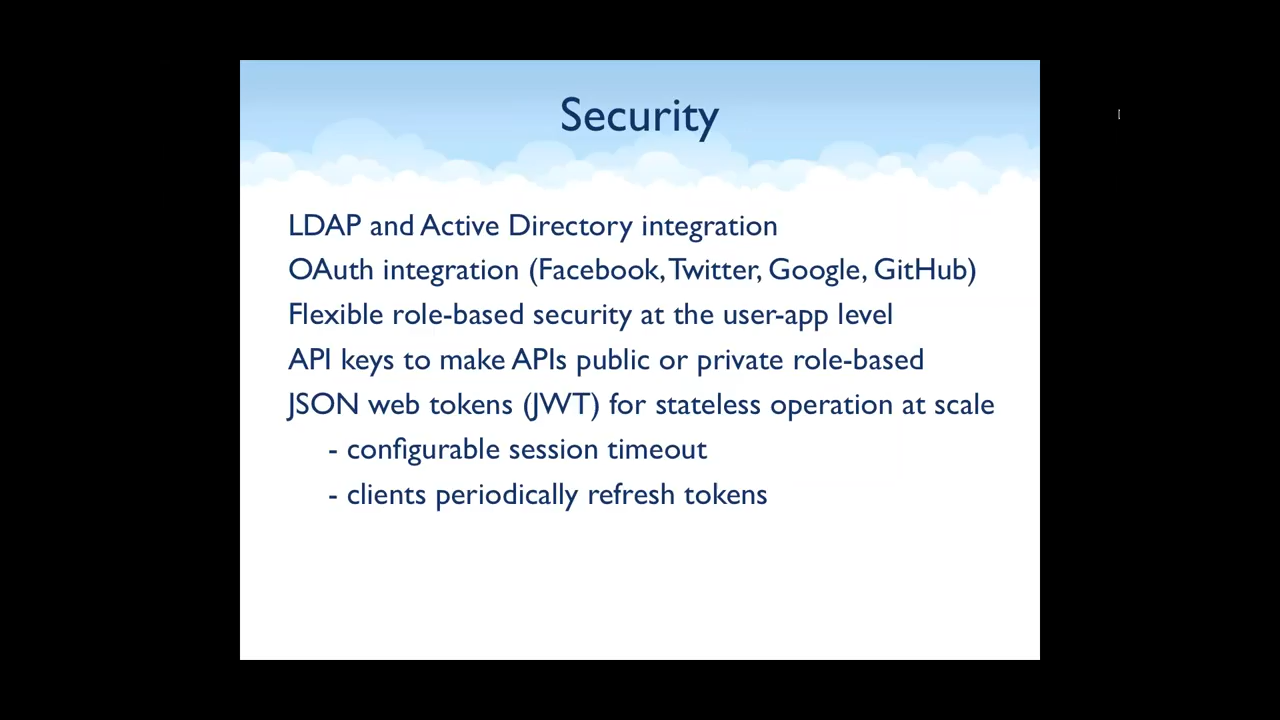 Security
LDAP and Active Directory integration
OAuth integration (Facebook, Twitter, Google, GitHub)
Flexible role-based security at the user-app level
API keys to make APIs public or private role-based
JSON web tokens (JWT) for stateless operation at scale
- configurable session timeout
- clients periodically refresh tokens